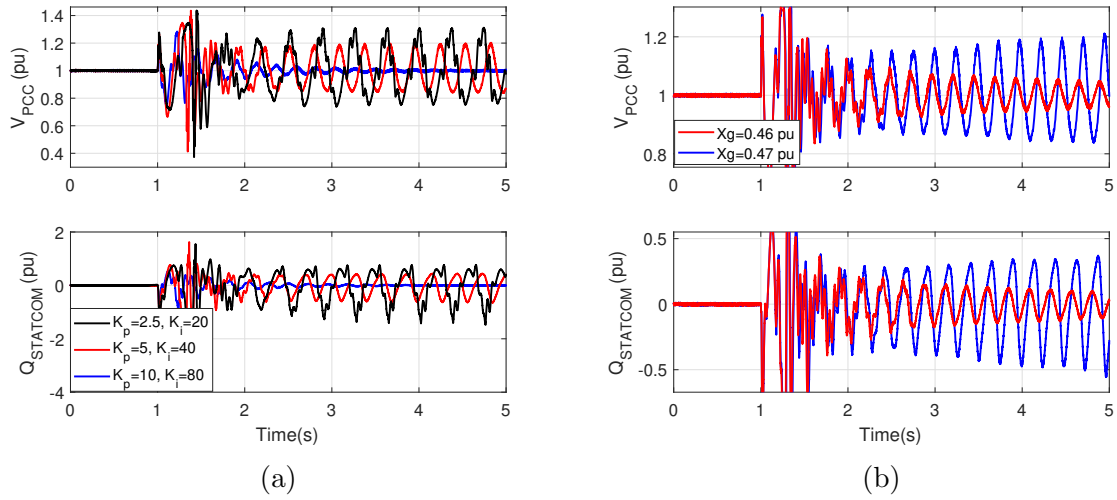 V_PCC (pu)
1.4
1.2
1
0.8
0.6
0.4
0 1 2 3 4 5
Q_STATCOM (pu)
2
0
-2
-4
K_p=2.5, K_i=20
K_p=5, K_i=40
K_p=10, K_i=80
0 1 2 3 4 5
Time(s)
(a)
V_PCC (pu)
1.2
1
0.8
Xg=0.46 pu
Xg=0.47 pu
0 1 2 3 4 5
Q_STATCOM (pu)
0.5
0
-0.5
0 1 2 3 4 5
Time(s)
(b)